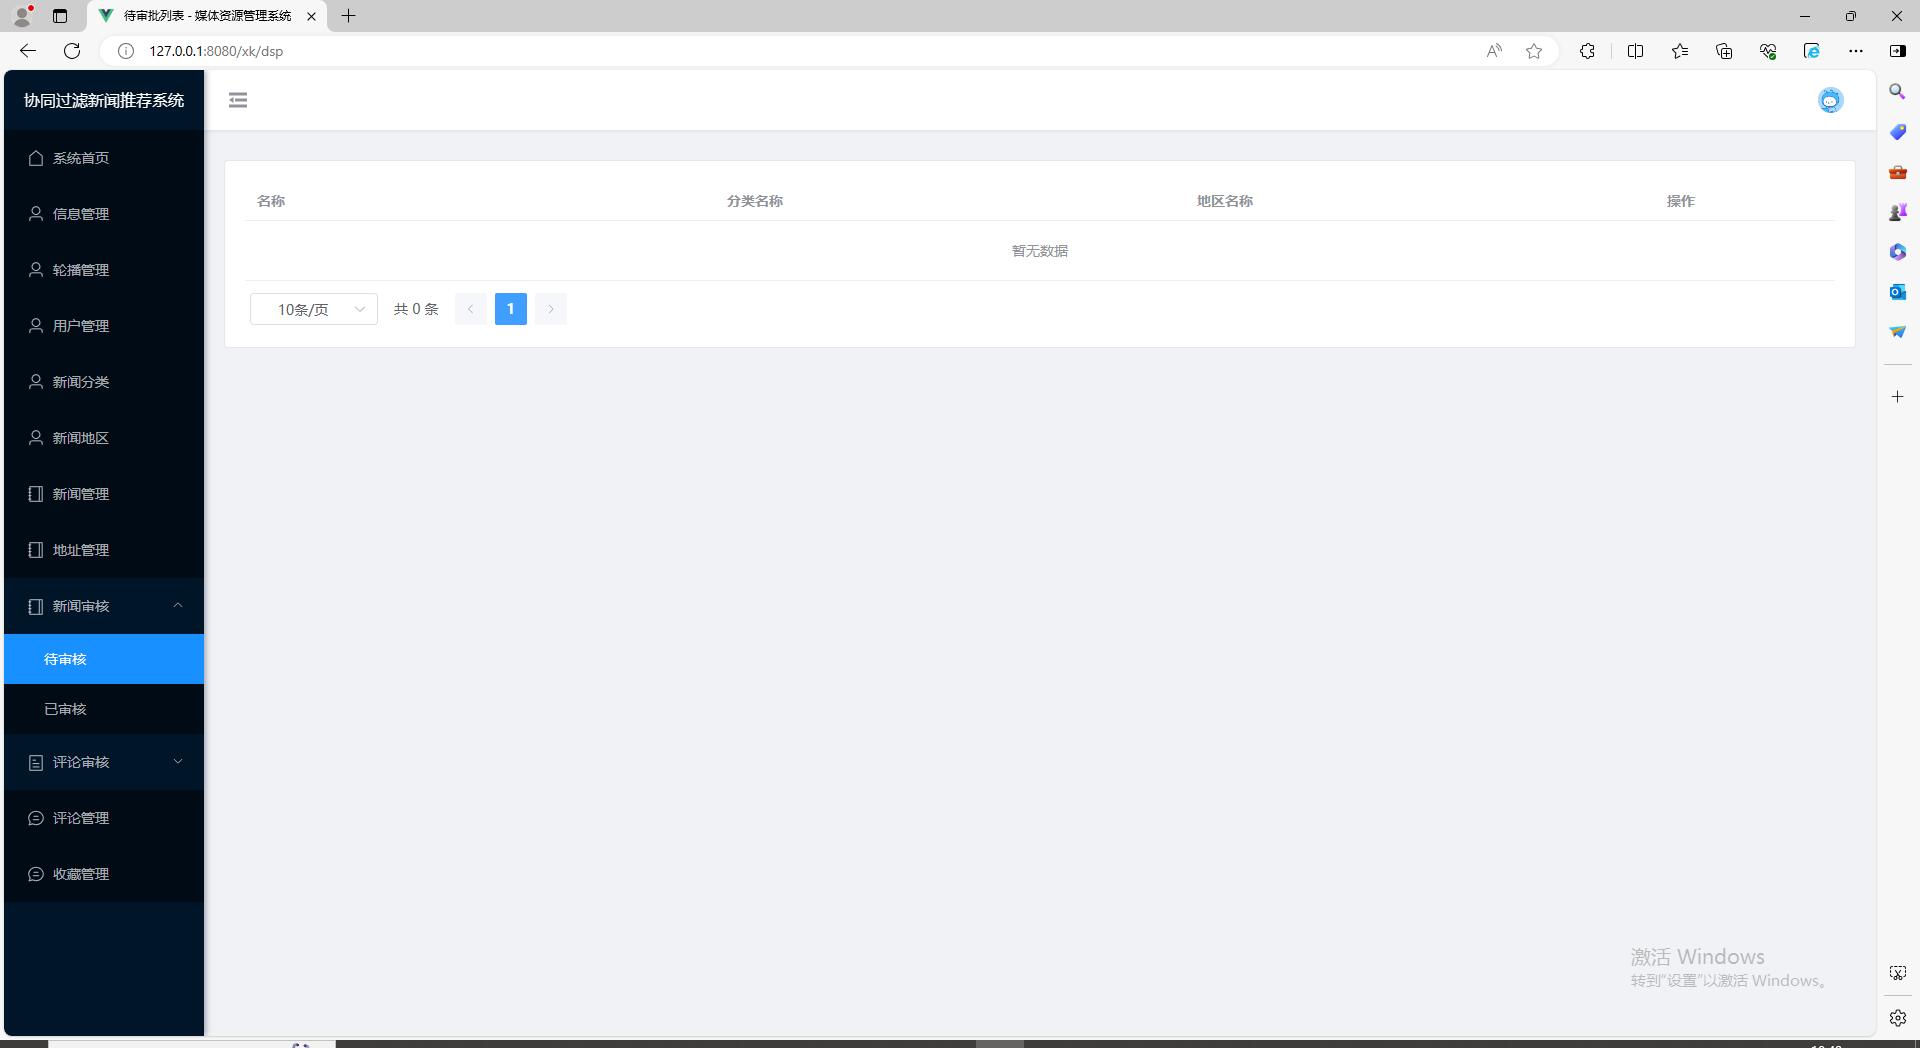 待审批列表 - 媒体资源管理系统
127.0.0.1:8080/xk/dsp
协同过滤新闻推荐系统
系统首页
信息管理
轮播管理
用户管理
新闻分类
新闻地区
新闻管理
地址管理
新闻审核
待审核
已审核
评论审核
评论管理
收藏管理
名称 分类名称 地区名称 操作
暂无数据
10条/页 共 0 条 1
激活 Windows
转到“设置”以激活 Windows。